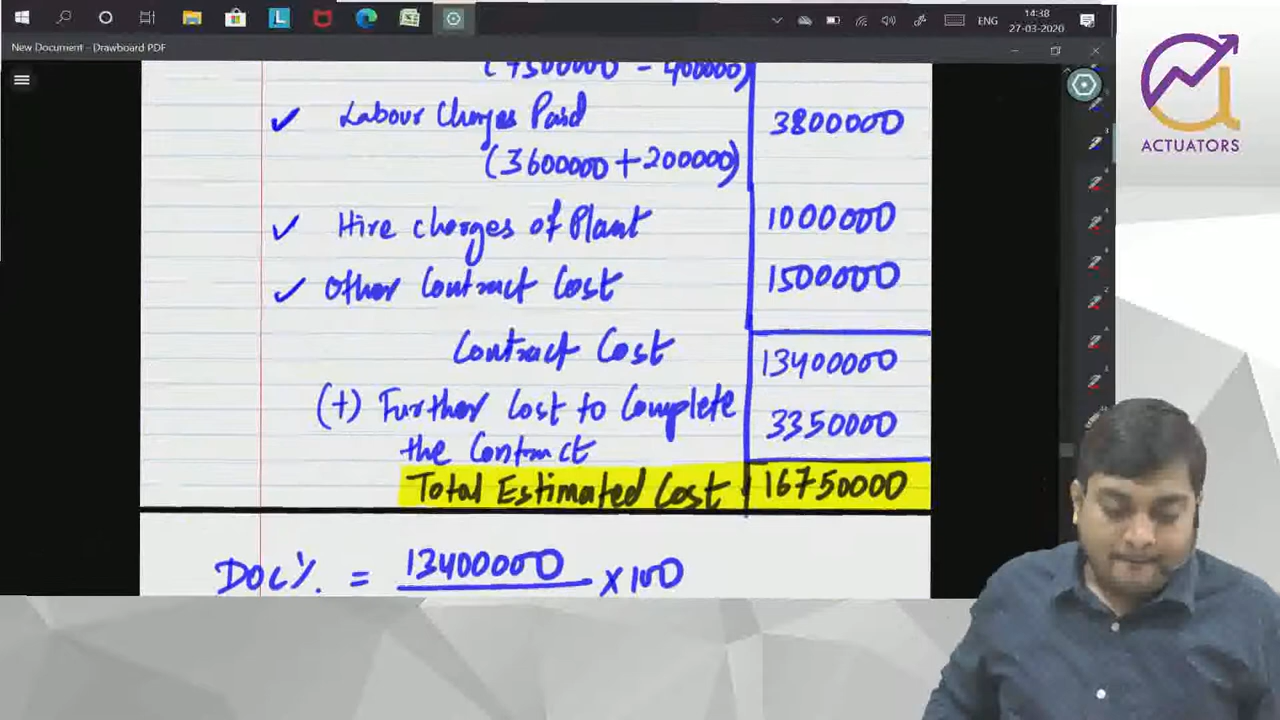 14:38
ENG
27-03-2020
New Document - Drawboard PDF
(7500000 - 400000)
✓ Labour Charges Paid 3800000
(3600000 + 200000)
✓ Hire charges of Plant 1000000
✓ Other Contract Cost 1500000
Contract Cost 13400000
(+) Further Cost to Complete 3350000
the Contract
Total Estimated Cost 16750000
DOC%. = 13400000 × 100
ACTUATORS